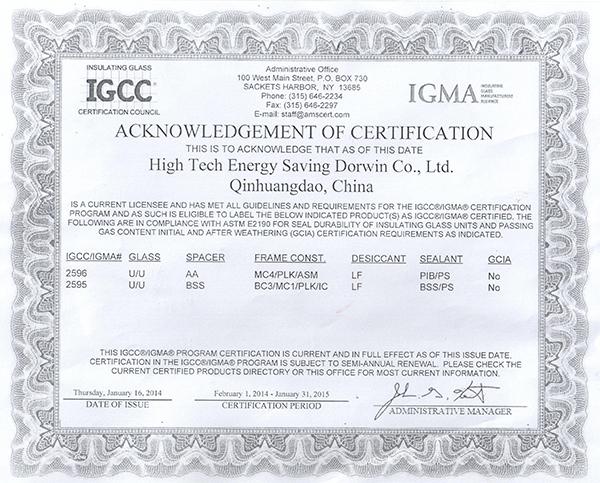 INSULATING GLASS
IGCC®
CERTIFICATION COUNCIL
Administrative Office
100 West Main Street, P.O. BOX 730
SACKETS HARBOR, NY 13685
Phone: (315) 646-2234
Fax: (315) 646-2297
E-mail: staff@amscert.com
IGMA
INSULATING
GLASS
MANUFACTURERS
ALLIANCE
ACKNOWLEDGEMENT OF CERTIFICATION
THIS IS TO ACKNOWLEDGE THAT AS OF THIS DATE
High Tech Energy Saving Dorwin Co., Ltd.
Qinhuangdao, China
IS A CURRENT LICENSEE AND HAS MET ALL GUIDELINES AND REQUIREMENTS FOR THE IGCC®/IGMA® CERTIFICATION
PROGRAM AND AS SUCH IS ELIGIBLE TO LABEL THE BELOW INDICATED PRODUCT(S) AS IGCC®/IGMA® CERTIFIED. THE
FOLLOWING ARE IN COMPLIANCE WITH ASTM E2190 FOR SEAL DURABILITY OF INSULATING GLASS UNITS AND PASSING
GAS CONTENT INITIAL AND AFTER WEATHERING (GCIA) CERTIFICATION REQUIREMENTS AS INDICATED.
IGCC/IGMA# GLASS SPACER FRAME CONST. DESICCANT SEALANT GCIA
2596 U/U AA MC4/PLK/ASM LF PIB/PS No
2595 U/U BSS BC3/MC1/PLK/IC LF BSS/PS No
THIS IGCC®/IGMA® PROGRAM CERTIFICATION IS CURRENT AND IN FULL EFFECT AS OF THIS ISSUE DATE.
CERTIFICATION IN THE IGCC®/IGMA® PROGRAM IS SUBJECT TO SEMI-ANNUAL RENEWAL. PLEASE CHECK THE
CURRENT CERTIFIED PRODUCTS DIRECTORY OR THIS OFFICE FOR MOST CURRENT INFORMATION.
Thursday, January 16, 2014
DATE OF ISSUE
February 1, 2014 - January 31, 2015
CERTIFICATION PERIOD
ADMINISTRATIVE MANAGER